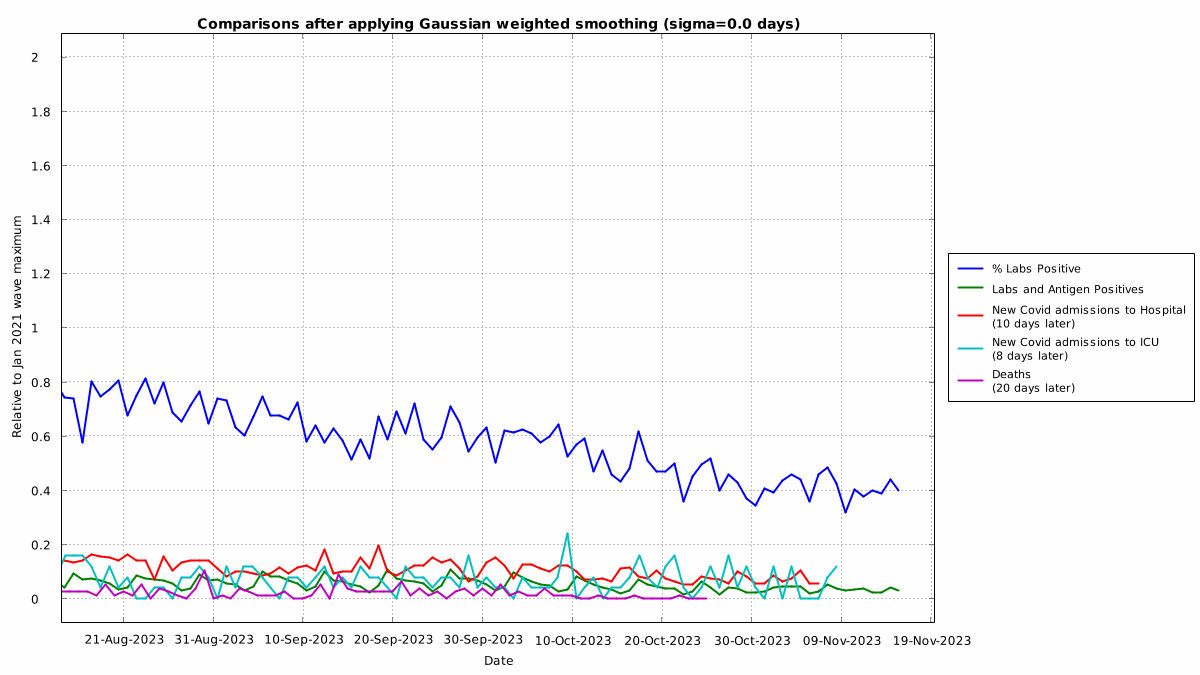 Comparisons after applying Gaussian weighted smoothing (sigma=0.0 days)
Relative to Jan 2021 wave maximum
2
1.8
1.6
1.4
1.2
1
0.8
0.6
0.4
0.2
0
21-Aug-2023
31-Aug-2023
10-Sep-2023
20-Sep-2023
30-Sep-2023
10-Oct-2023
20-Oct-2023
30-Oct-2023
09-Nov-2023
19-Nov-2023
Date
% Labs Positive
Labs and Antigen Positives
New Covid admissions to Hospital
(10 days later)
New Covid admissions to ICU
(8 days later)
Deaths
(20 days later)